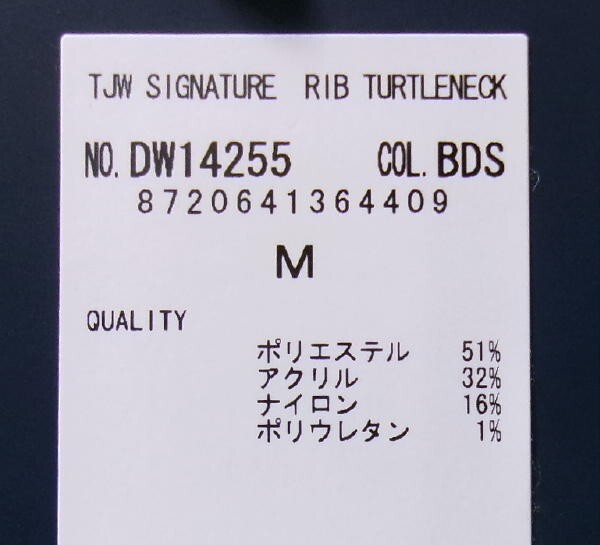 TJW SIGNATURE RIB TURTLENECK
NO. DW14255 COL. BDS
8720641364409
M
QUALITY
ポリエステル 51%
アクリル 32%
ナイロン 16%
ポリウレタン 1%